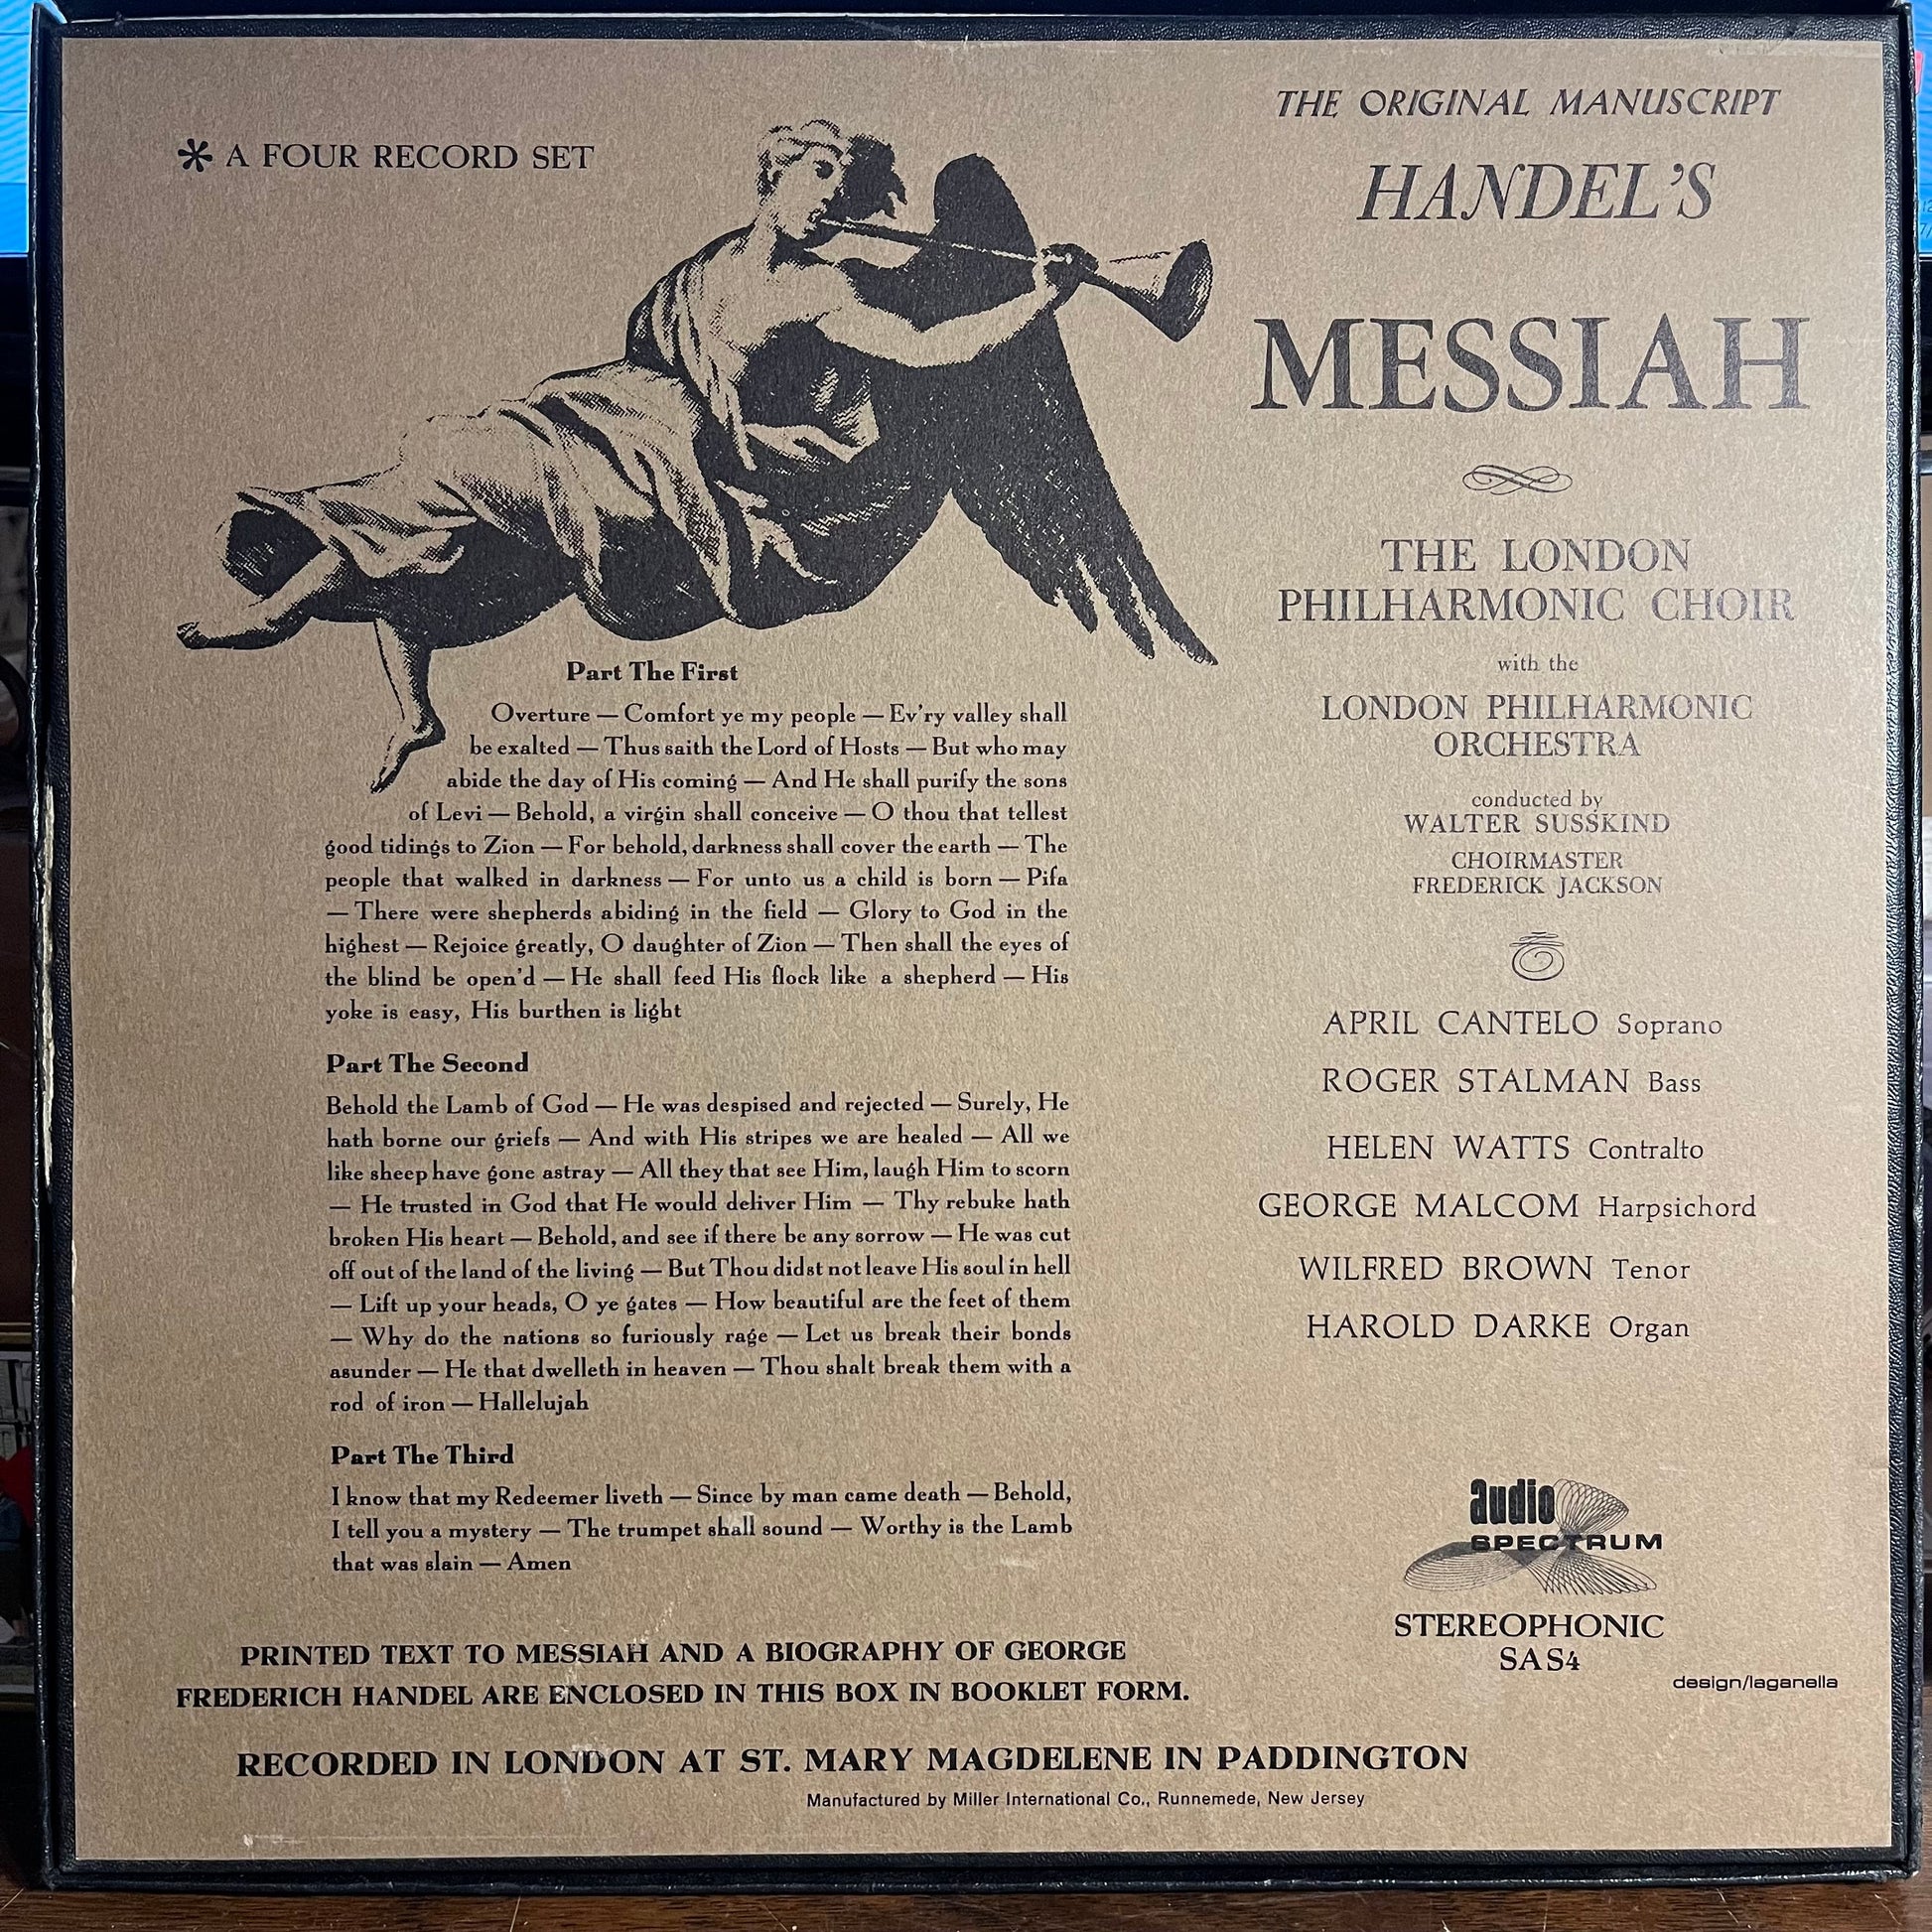 * A FOUR RECORD SET
THE ORIGINAL MANUSCRIPT
HANDEL'S
MESSIAH
THE LONDON
PHILHARMONIC CHOIR
with the
LONDON PHILHARMONIC
ORCHESTRA
conducted by
WALTER SUSSKIND
CHOIRMASTER
FREDERICK JACKSON
APRIL CANTELO Soprano
ROGER STALMAN Bass
HELEN WATTS Contralto
GEORGE MALCOM Harpsichord
WILFRED BROWN Tenor
HAROLD DARKE Organ
audio
SPECTRUM
STEREOPHONIC
SAS4
design/laganella
Part The First
Overture — Comfort ye my people — Ev'ry valley shall
be exalted — Thus saith the Lord of Hosts — But who may
abide the day of His coming — And He shall purify the sons
of Levi — Behold, a virgin shall conceive — O thou that tellest
good tidings to Zion — For behold, darkness shall cover the earth — The
people that walked in darkness — For unto us a child is born — Pifa
— There were shepherds abiding in the field — Glory to God in the
highest — Rejoice greatly, O daughter of Zion — Then shall the eyes of
the blind be open'd — He shall feed His flock like a shepherd — His
yoke is easy, His burthen is light
Part The Second
Behold the Lamb of God — He was despised and rejected — Surely, He
hath borne our griefs — And with His stripes we are healed — All we
like sheep have gone astray — All they that see Him, laugh Him to scorn
— He trusted in God that He would deliver Him — Thy rebuke hath
broken His heart — Behold, and see if there be any sorrow — He was cut
off out of the land of the living — But Thou didst not leave His soul in hell
— Lift up your heads, O ye gates — How beautiful are the feet of them
— Why do the nations so furiously rage — Let us break their bonds
asunder — He that dwelleth in heaven — Thou shalt break them with a
rod of iron — Hallelujah
Part The Third
I know that my Redeemer liveth — Since by man came death — Behold,
I tell you a mystery — The trumpet shall sound — Worthy is the Lamb
that was slain — Amen
PRINTED TEXT TO MESSIAH AND A BIOGRAPHY OF GEORGE
FREDERICH HANDEL ARE ENCLOSED IN THIS BOX IN BOOKLET FORM.
RECORDED IN LONDON AT ST. MARY MAGDELENE IN PADDINGTON
Manufactured by Miller International Co., Runnemede, New Jersey